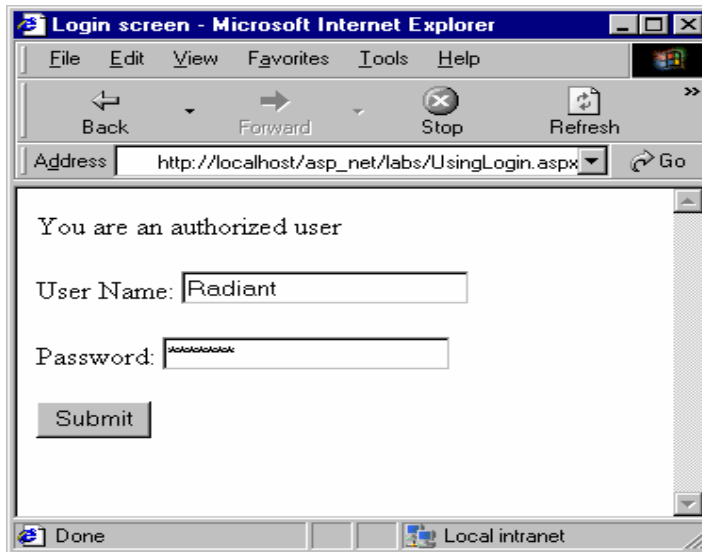 Login screen - Microsoft Internet Explorer
File Edit View Favorites Tools Help
Back Forward Stop Refresh »
Address http://localhost/asp_net/labs/UsingLogin.aspx Go
You are an authorized user
User Name: Radiant
Password: ********
Submit
Done Local intranet